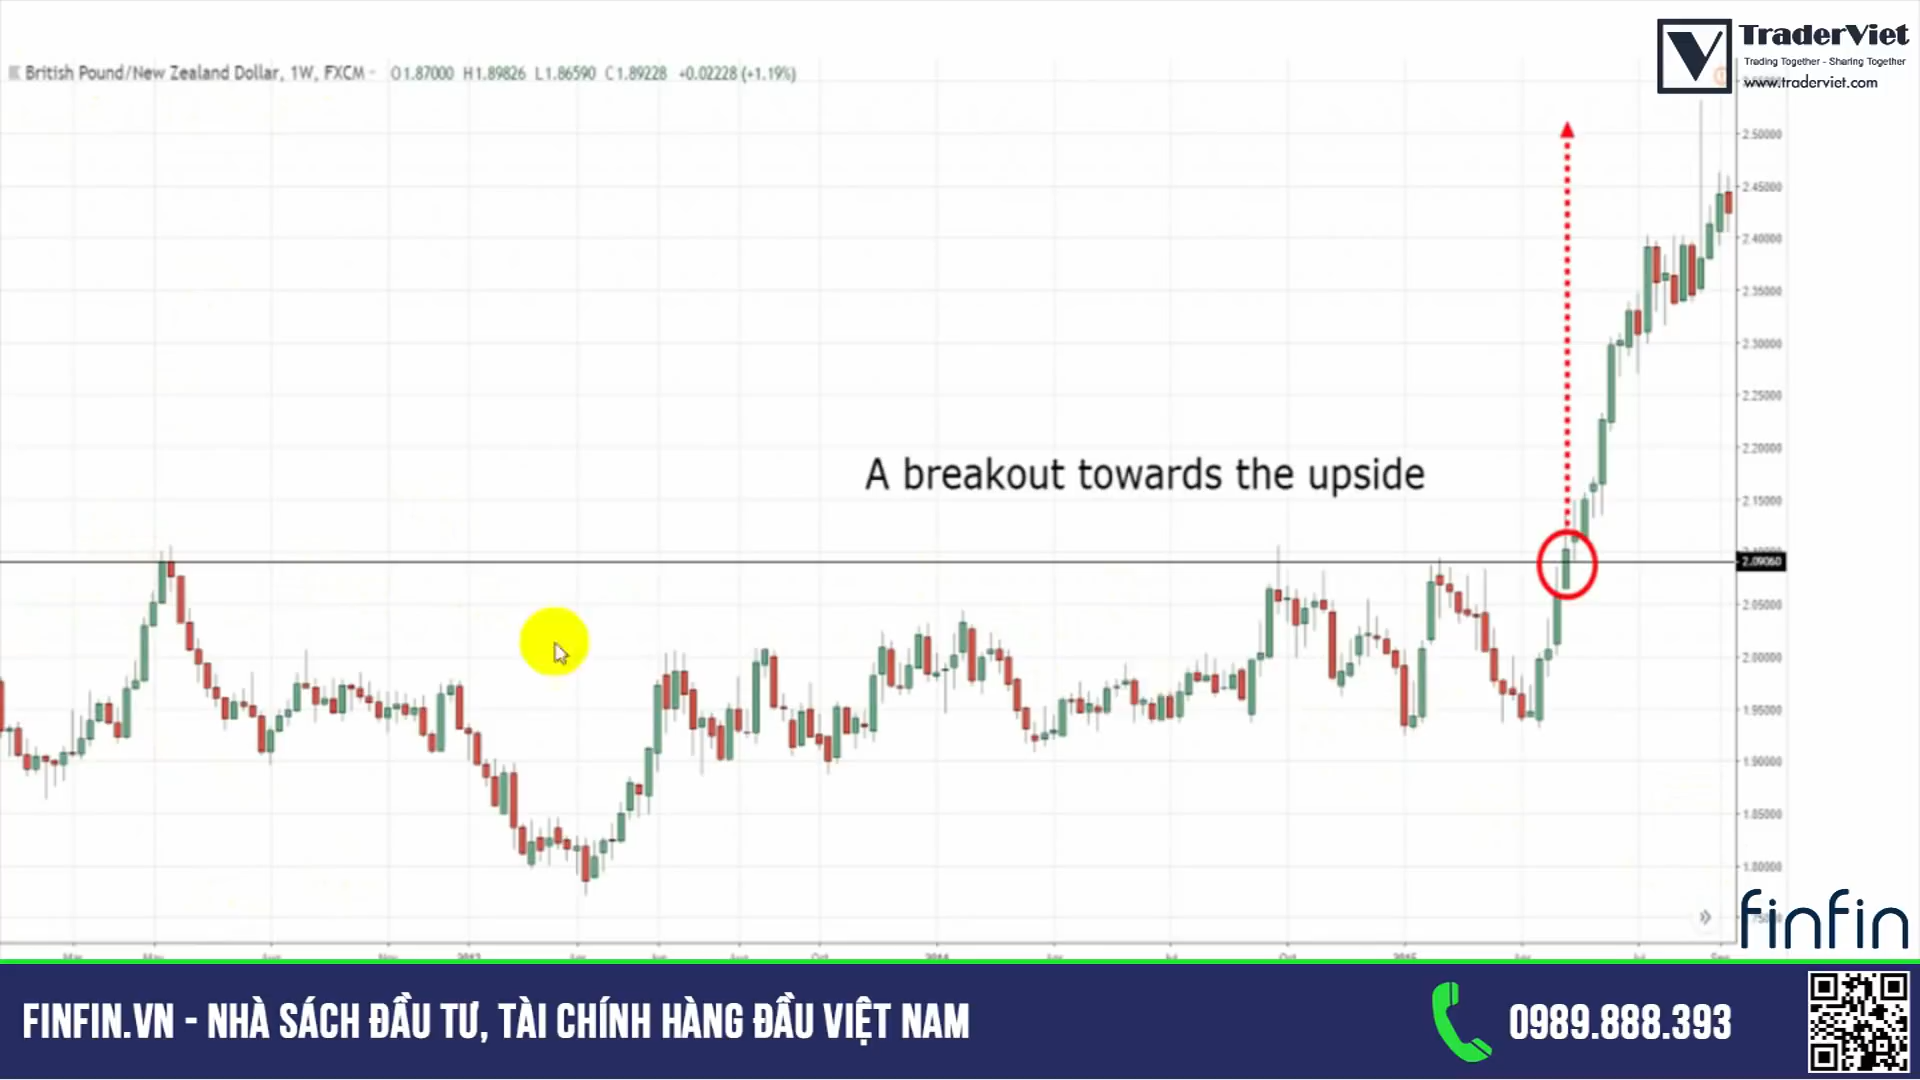 TraderViet
Trading Together - Sharing Together
www.traderviet.com
British Pound/New Zealand Dollar, 1W, FXCM O1.87000 H1.89826 L1.86590 C1.89228 +0.02228 (+1.19%)
2.50000
2.45000
2.40000
2.35000
2.30000
2.25000
2.20000
A breakout towards the upside
2.15000
2.09060
2.05000
2.00000
1.95000
1.90000
1.85000
1.80000
finfin
FINFIN.VN - NHÀ SÁCH ĐẦU TƯ, TÀI CHÍNH HÀNG ĐẦU VIỆT NAM
0989.888.393